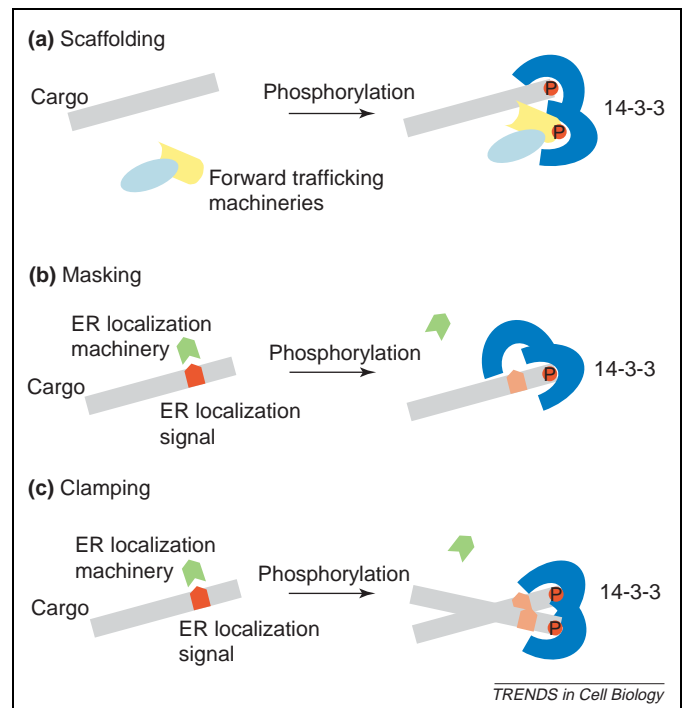 (a) Scaffolding
Cargo
Phosphorylation
P
14-3-3
P
Forward trafficking
machineries
(b) Masking
ER localization
machinery
Phosphorylation
Cargo
P
14-3-3
ER localization
signal
(c) Clamping
ER localization
machinery
Phosphorylation
Cargo
P
14-3-3
P
ER localization
signal
TRENDS in Cell Biology